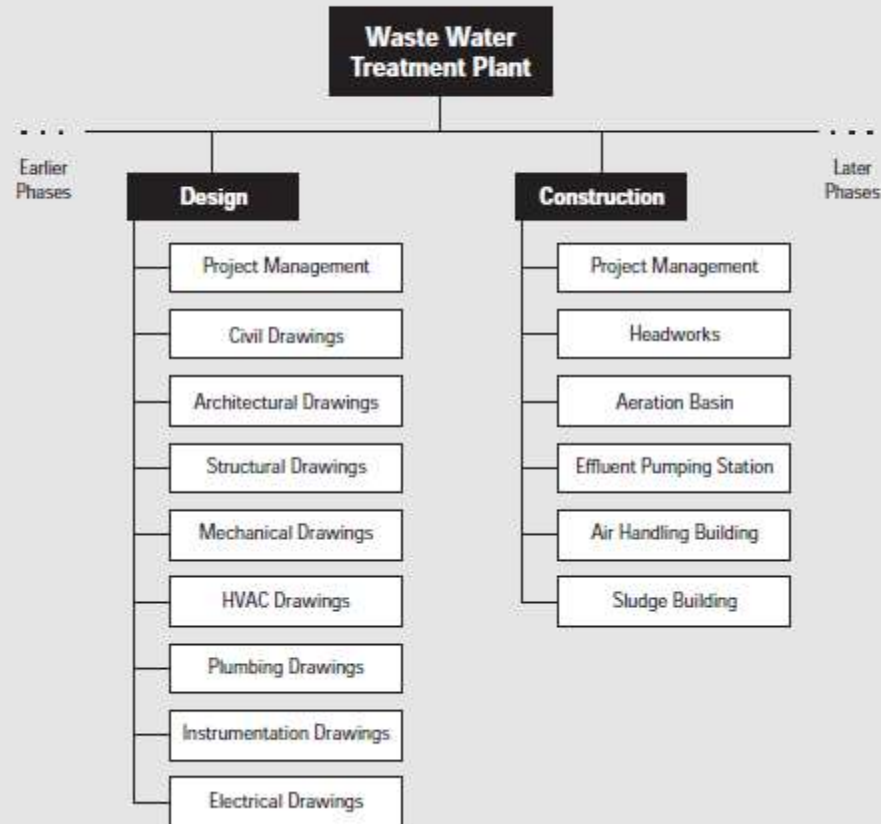 Waste Water
Treatment Plant
Earlier
Phases
Later
Phases
Design
Construction
Project Management
Civil Drawings
Architectural Drawings
Structural Drawings
Mechanical Drawings
HVAC Drawings
Plumbing Drawings
Instrumentation Drawings
Electrical Drawings
Project Management
Headworks
Aeration Basin
Effluent Pumping Station
Air Handling Building
Sludge Building